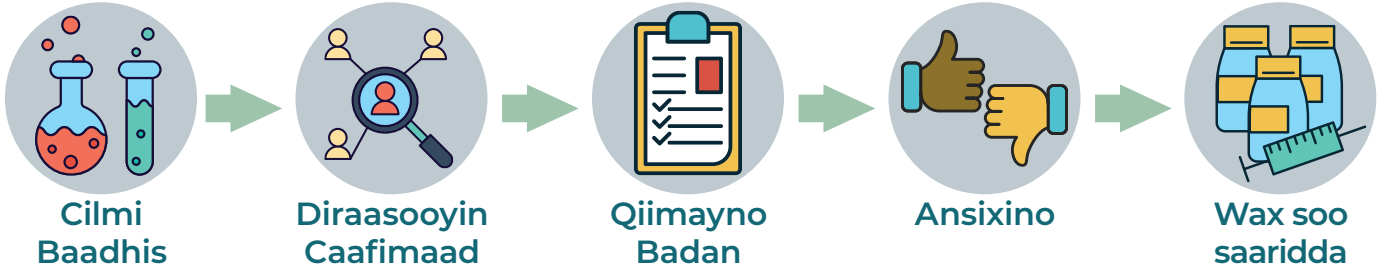 Cilmi
Baadhis
Diraasooyin
Caafimaad
Qiimayno
Badan
Ansixino
Wax soo
saaridda